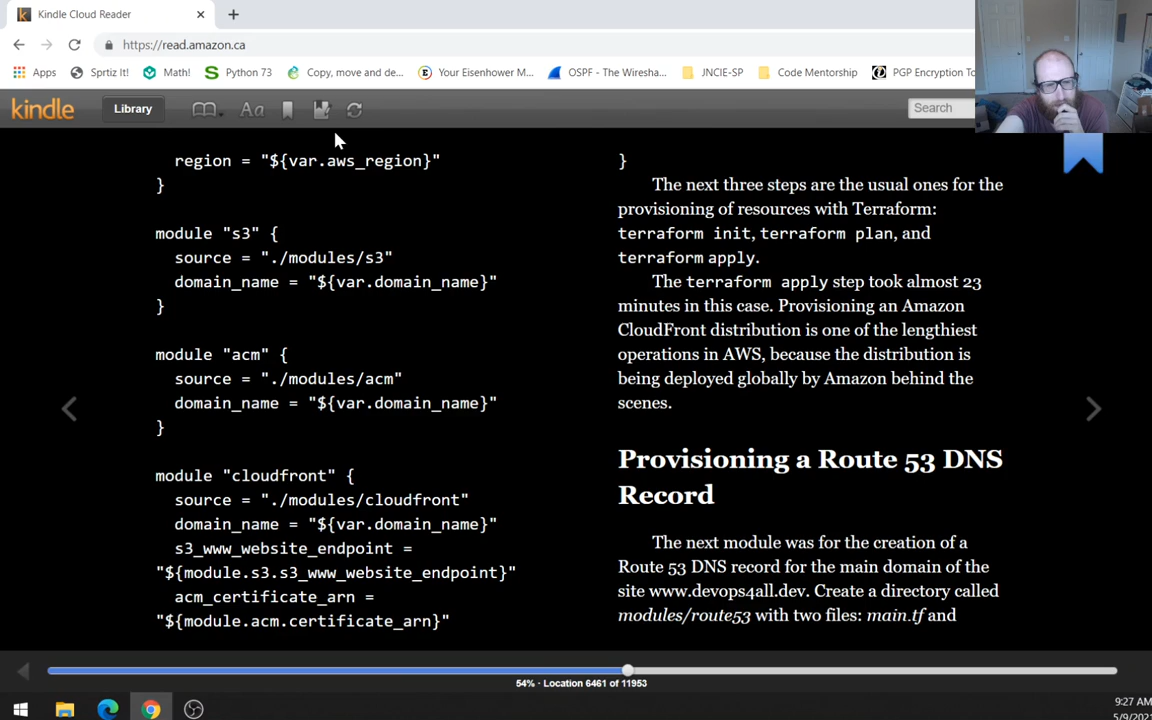 Kindle Cloud Reader
https://read.amazon.ca
Apps
Sprtiz It!
Math!
Python 73
Copy, move and de...
Your Eisenhower M...
OSPF - The Wiresha...
JNCIE-SP
Code Mentorship
PGP Encryption To
kindle
Library
Aa
Search
region = "${var.aws_region}"
}
module "s3" {
source = "./modules/s3"
domain_name = "${var.domain_name}"
}
module "acm" {
source = "./modules/acm"
domain_name = "${var.domain_name}"
}
module "cloudfront" {
source = "./modules/cloudfront"
domain_name = "${var.domain_name}"
s3_www_website_endpoint =
"${module.s3.s3_www_website_endpoint}"
acm_certificate_arn =
"${module.acm.certificate_arn}"
}
The next three steps are the usual ones for the
provisioning of resources with Terraform:
terraform init, terraform plan, and
terraform apply.
The terraform apply step took almost 23
minutes in this case. Provisioning an Amazon
CloudFront distribution is one of the lengthiest
operations in AWS, because the distribution is
being deployed globally by Amazon behind the
scenes.
Provisioning a Route 53 DNS
Record
The next module was for the creation of a
Route 53 DNS record for the main domain of the
site www.devops4all.dev. Create a directory called
modules/route53 with two files: main.tf and
54% · Location 6461 of 11953
9:27 AM